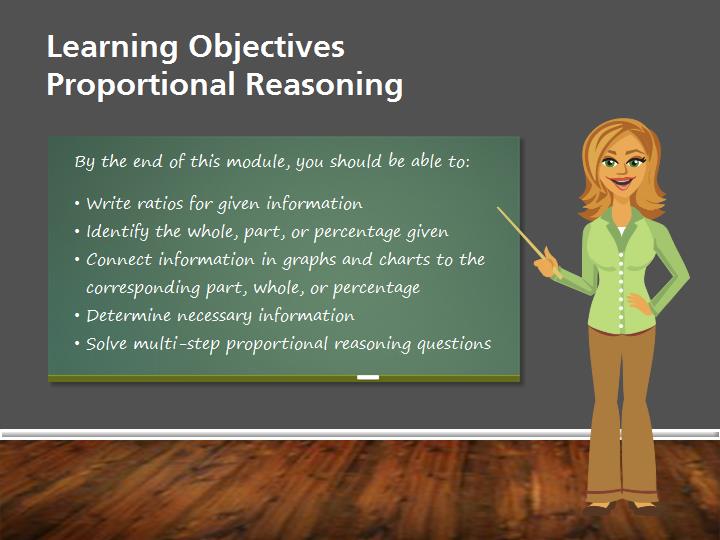 Learning Objectives
Proportional Reasoning
By the end of this module, you should be able to:
• Write ratios for given information
• Identify the whole, part, or percentage given
• Connect information in graphs and charts to the
corresponding part, whole, or percentage
• Determine necessary information
• Solve multi-step proportional reasoning questions